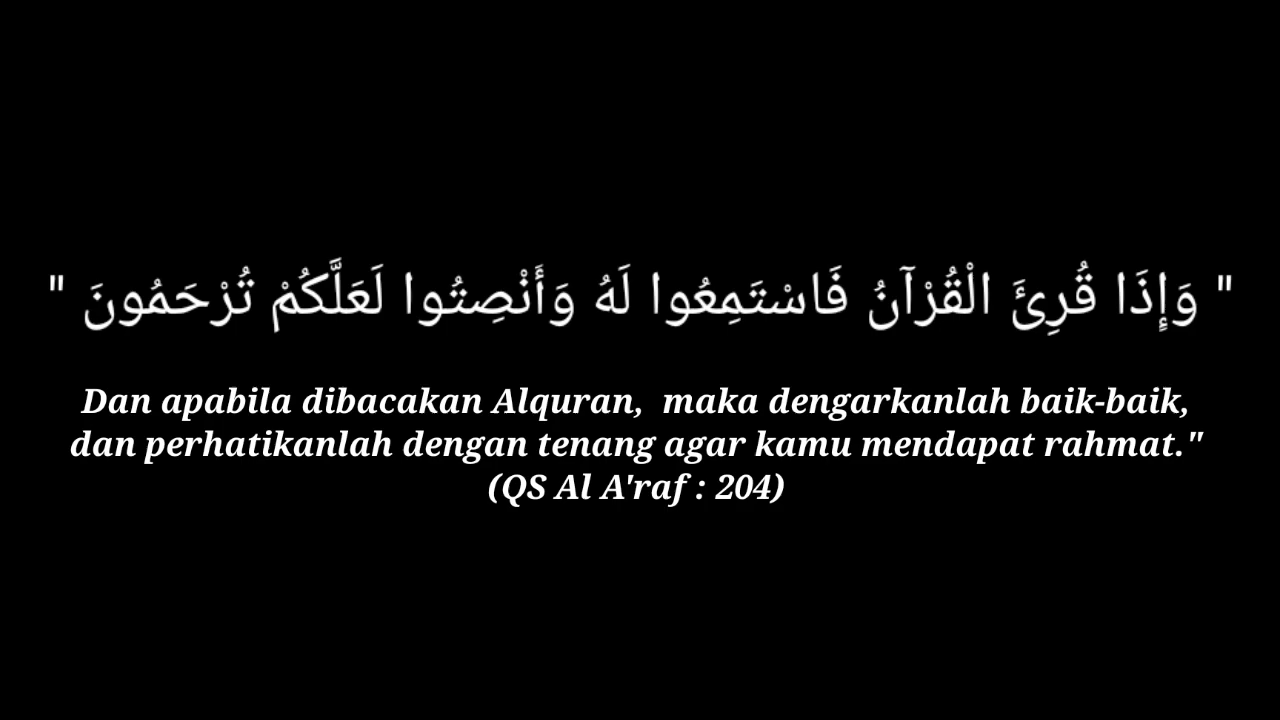 " وَإِذَا قُرِئَ الْقُرْآنُ فَاسْتَمِعُوا لَهُ وَأَنْصِتُوا لَعَلَّكُمْ تُرْحَمُونَ "
Dan apabila dibacakan Alquran,  maka dengarkanlah baik-baik,
dan perhatikanlah dengan tenang agar kamu mendapat rahmat."
(QS Al A'raf : 204)